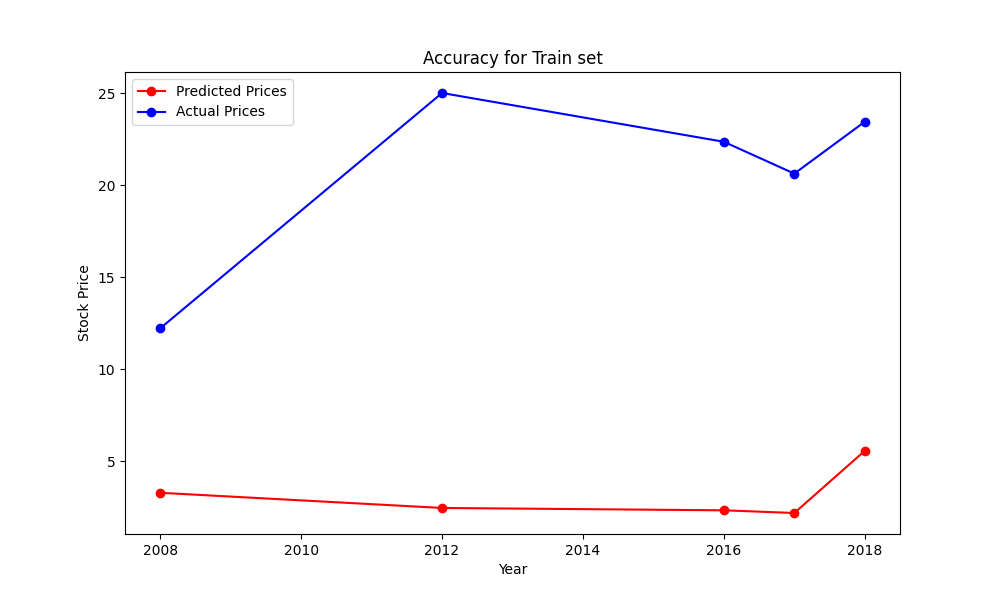 Accuracy for Train set
Predicted Prices
Actual Prices
25
20
15
10
5
Stock Price
2008 2010 2012 2014 2016 2018
Year